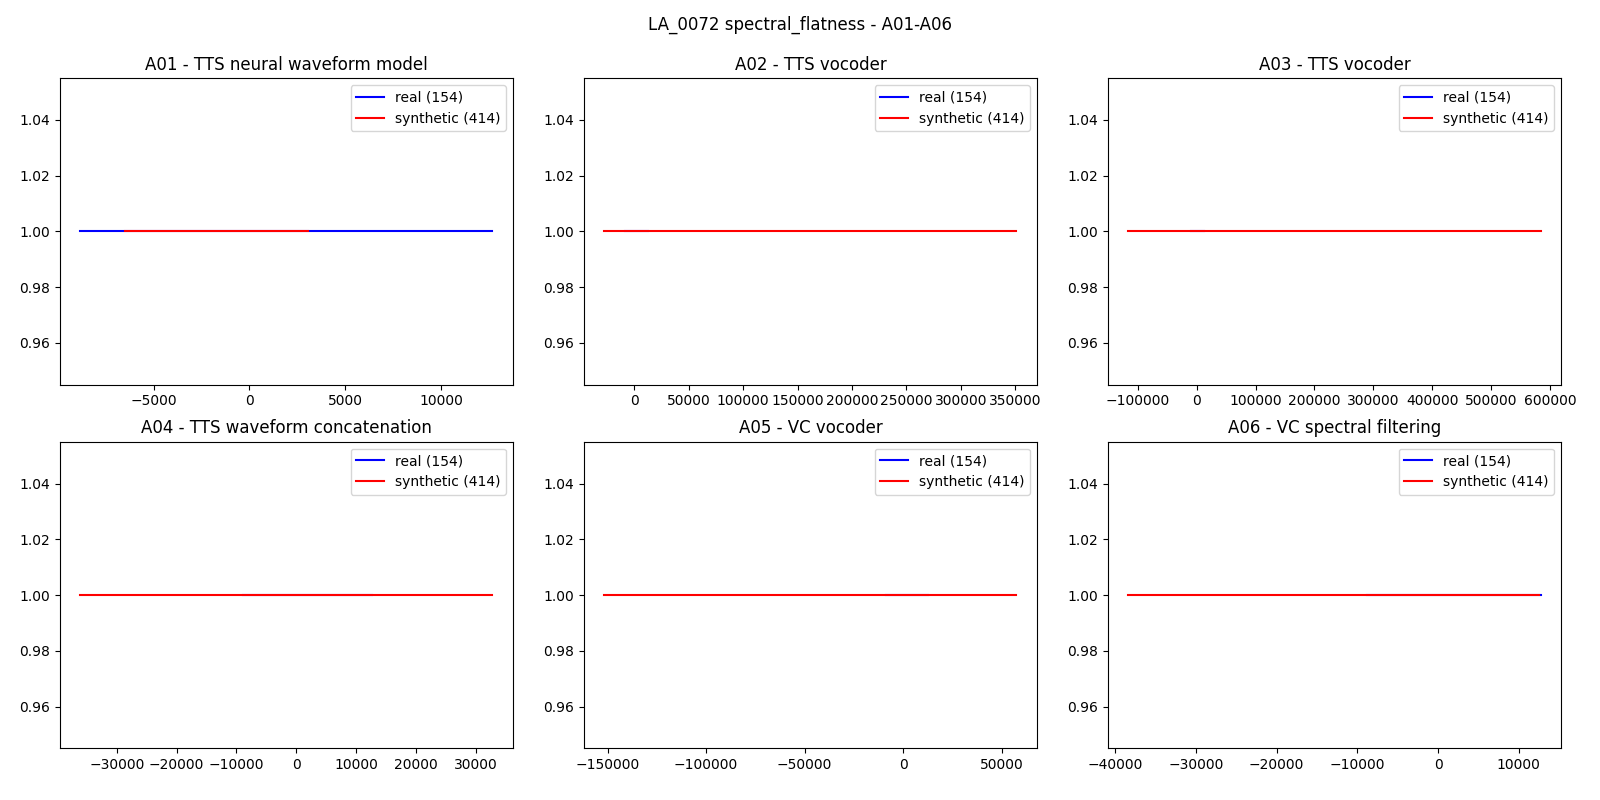 LA_0072 spectral_flatness - A01-A06
A01 - TTS neural waveform model
real (154)
synthetic (414)
1.04
1.02
1.00
0.98
0.96
−5000 0 5000 10000
A02 - TTS vocoder
real (154)
synthetic (414)
1.04
1.02
1.00
0.98
0.96
0 50000 100000 150000 200000 250000 300000 350000
A03 - TTS vocoder
real (154)
synthetic (414)
1.04
1.02
1.00
0.98
0.96
−100000 0 100000 200000 300000 400000 500000 600000
A04 - TTS waveform concatenation
real (154)
synthetic (414)
1.04
1.02
1.00
0.98
0.96
−30000 −20000 −10000 0 10000 20000 30000
A05 - VC vocoder
real (154)
synthetic (414)
1.04
1.02
1.00
0.98
0.96
−150000 −100000 −50000 0 50000
A06 - VC spectral filtering
real (154)
synthetic (414)
1.04
1.02
1.00
0.98
0.96
−40000 −30000 −20000 −10000 0 10000